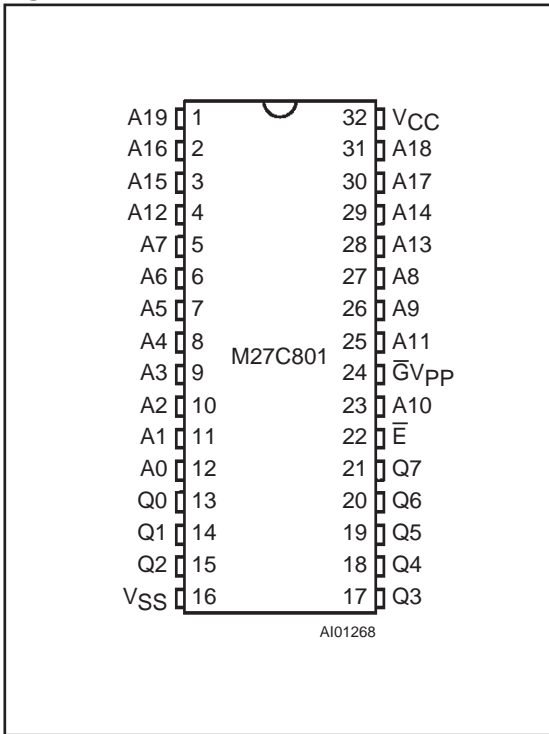 A19 1 32 VCC
A16 2 31 A18
A15 3 30 A17
A12 4 29 A14
A7 5 28 A13
A6 6 27 A8
A5 7 26 A9
A4 8 25 A11
M27C801
A3 9 24 G̅VPP
A2 10 23 A10
A1 11 22 E̅
A0 12 21 Q7
Q0 13 20 Q6
Q1 14 19 Q5
Q2 15 18 Q4
VSS 16 17 Q3
AI01268